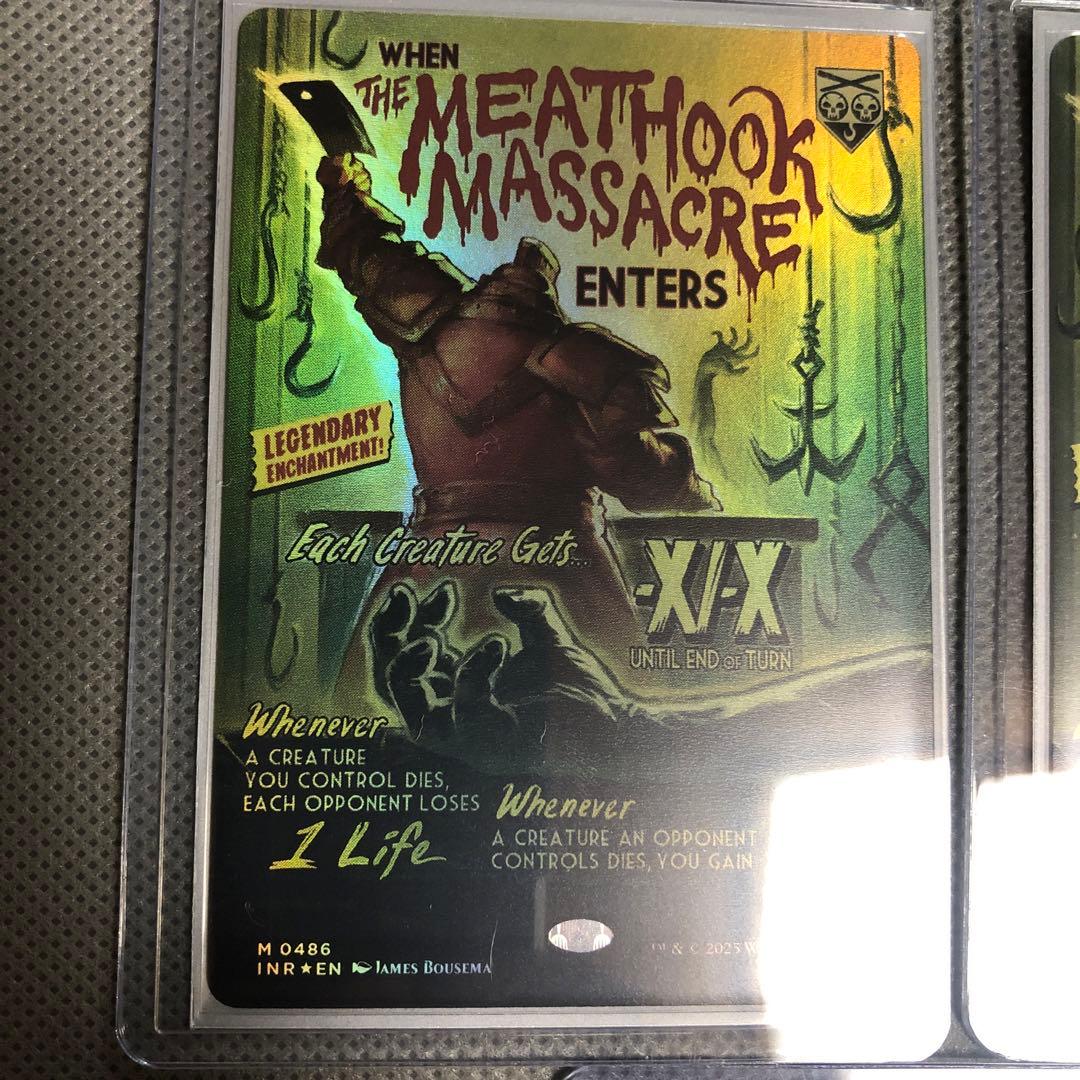 WHEN
THE MEATHOOK
MASSACRE
ENTERS
LEGENDARY
ENCHANTMENT!
Each Creature Gets...
-X/-X
UNTIL END OF TURN
Whenever
A CREATURE
YOU CONTROL DIES,
EACH OPPONENT LOSES
1 Life
Whenever
A CREATURE AN OPPONENT
CONTROLS DIES, YOU GAIN
M 0486
INR★EN JAMES BOUSEMA
™ & © 2025 W